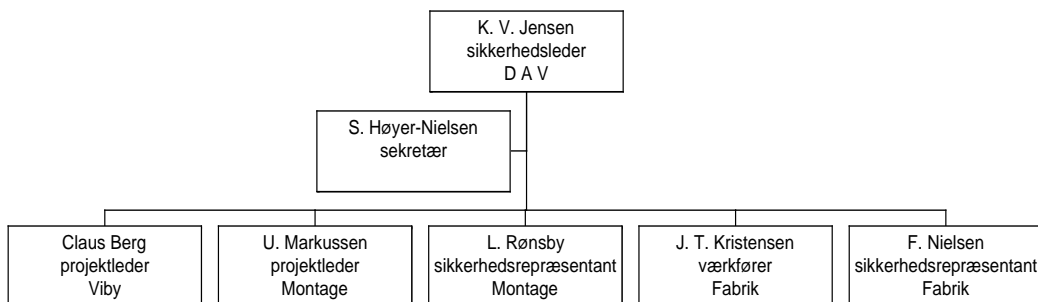 K. V. Jensen
sikkerhedsleder
D A V
S. Høyer-Nielsen
sekretær
Claus Berg
projektleder
Viby
U. Markussen
projektleder
Montage
L. Rønsby
sikkerhedsrepræsentant
Montage
J. T. Kristensen
værkfører
Fabrik
F. Nielsen
sikkerhedsrepræsentant
Fabrik